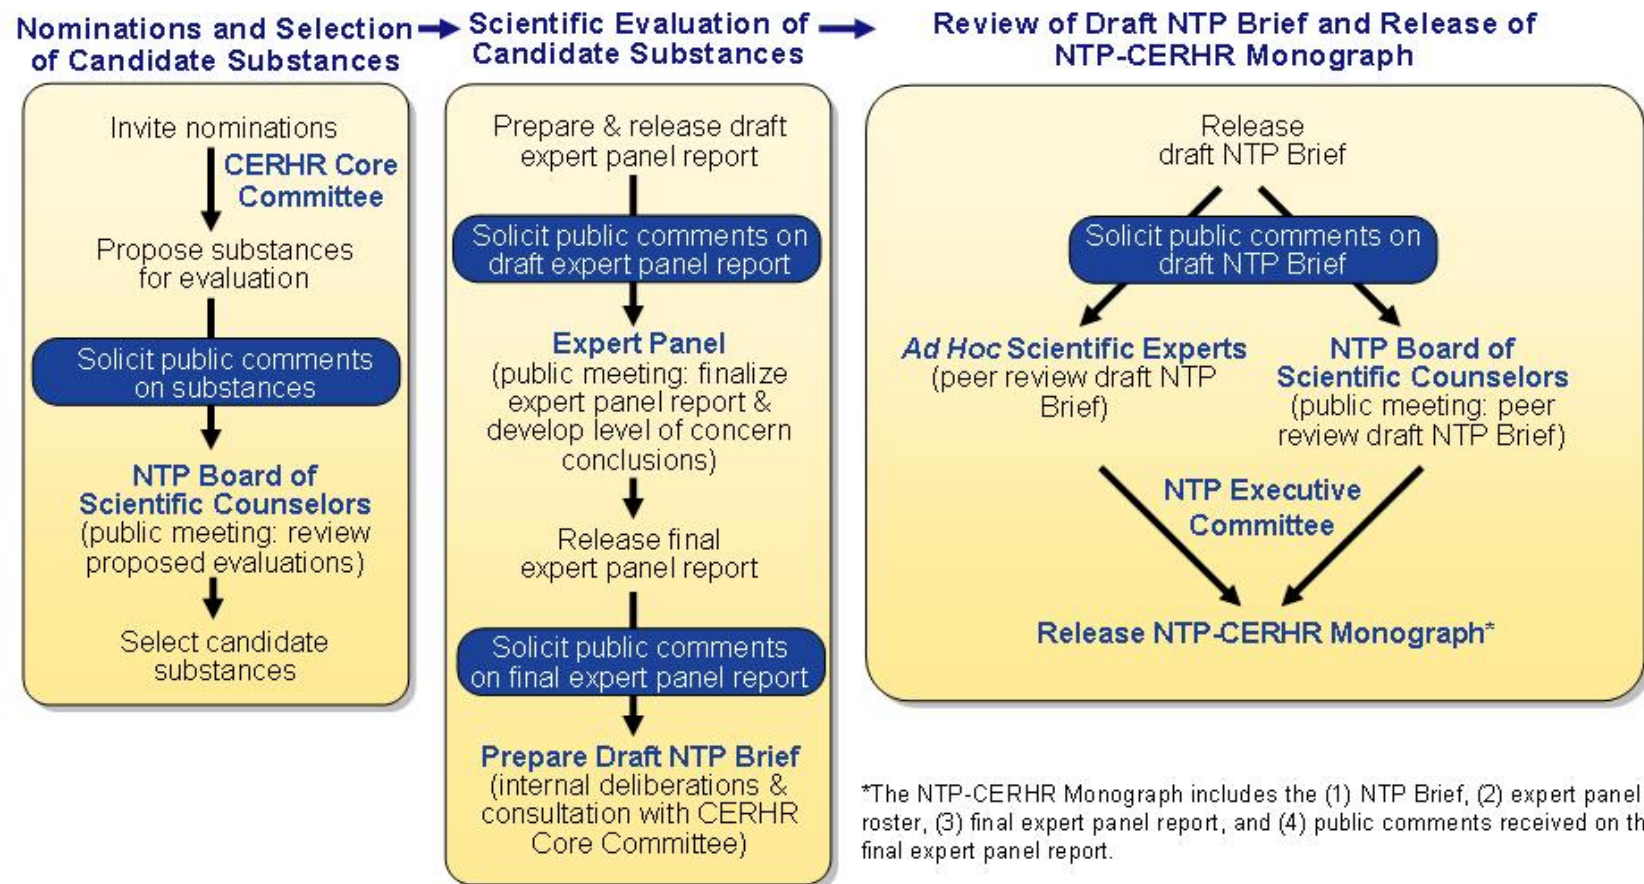 Nominations and Selection
of Candidate Substances
Invite nominations
CERHR Core
Committee
Propose substances
for evaluation
Solicit public comments
on substances
NTP Board of
Scientific Counselors
(public meeting: review
proposed evaluations)
Select candidate
substances
Scientific Evaluation of
Candidate Substances
Prepare & release draft
expert panel report
Solicit public comments on
draft expert panel report
Expert Panel
(public meeting: finalize
expert panel report &
develop level of concern
conclusions)
Release final
expert panel report
Solicit public comments
on final expert panel report
Prepare Draft NTP Brief
(internal deliberations &
consultation with CERHR
Core Committee)
Review of Draft NTP Brief and Release of
NTP-CERHR Monograph
Release
draft NTP Brief
Solicit public comments on
draft NTP Brief
Ad Hoc Scientific Experts
(peer review draft NTP
Brief)
NTP Board of
Scientific Counselors
(public meeting: peer
review draft NTP Brief)
NTP Executive
Committee
Release NTP-CERHR Monograph*
*The NTP-CERHR Monograph includes the (1) NTP Brief, (2) expert panel
roster, (3) final expert panel report, and (4) public comments received on th
final expert panel report.